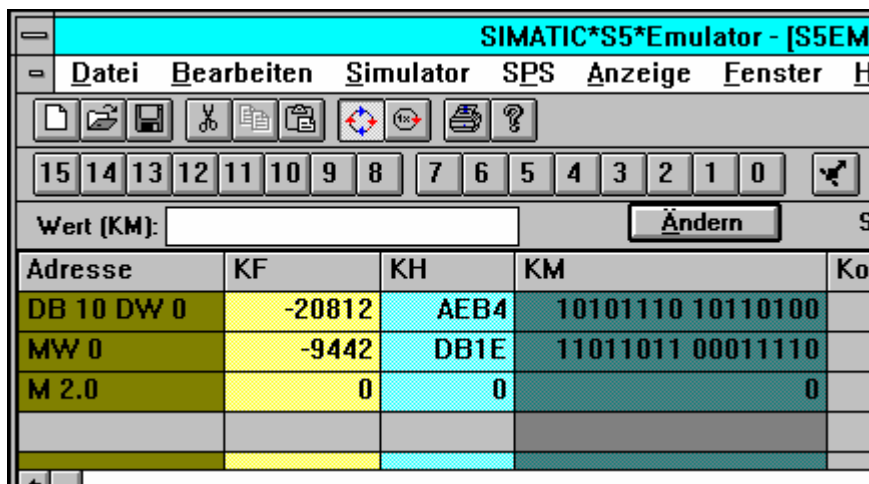 SIMATIC*S5*Emulator - [S5EM
Datei Bearbeiten Simulator SPS Anzeige Fenster H
1x
15 14 13 12 11 10 9 8 7 6 5 4 3 2 1 0
Wert (KM): Ändern S
Adresse KF KH KM Ko
DB 10 DW 0 -20812 AEB4 10101110 10110100
MW 0 -9442 DB1E 11011011 00011110
M 2.0 0 0 0